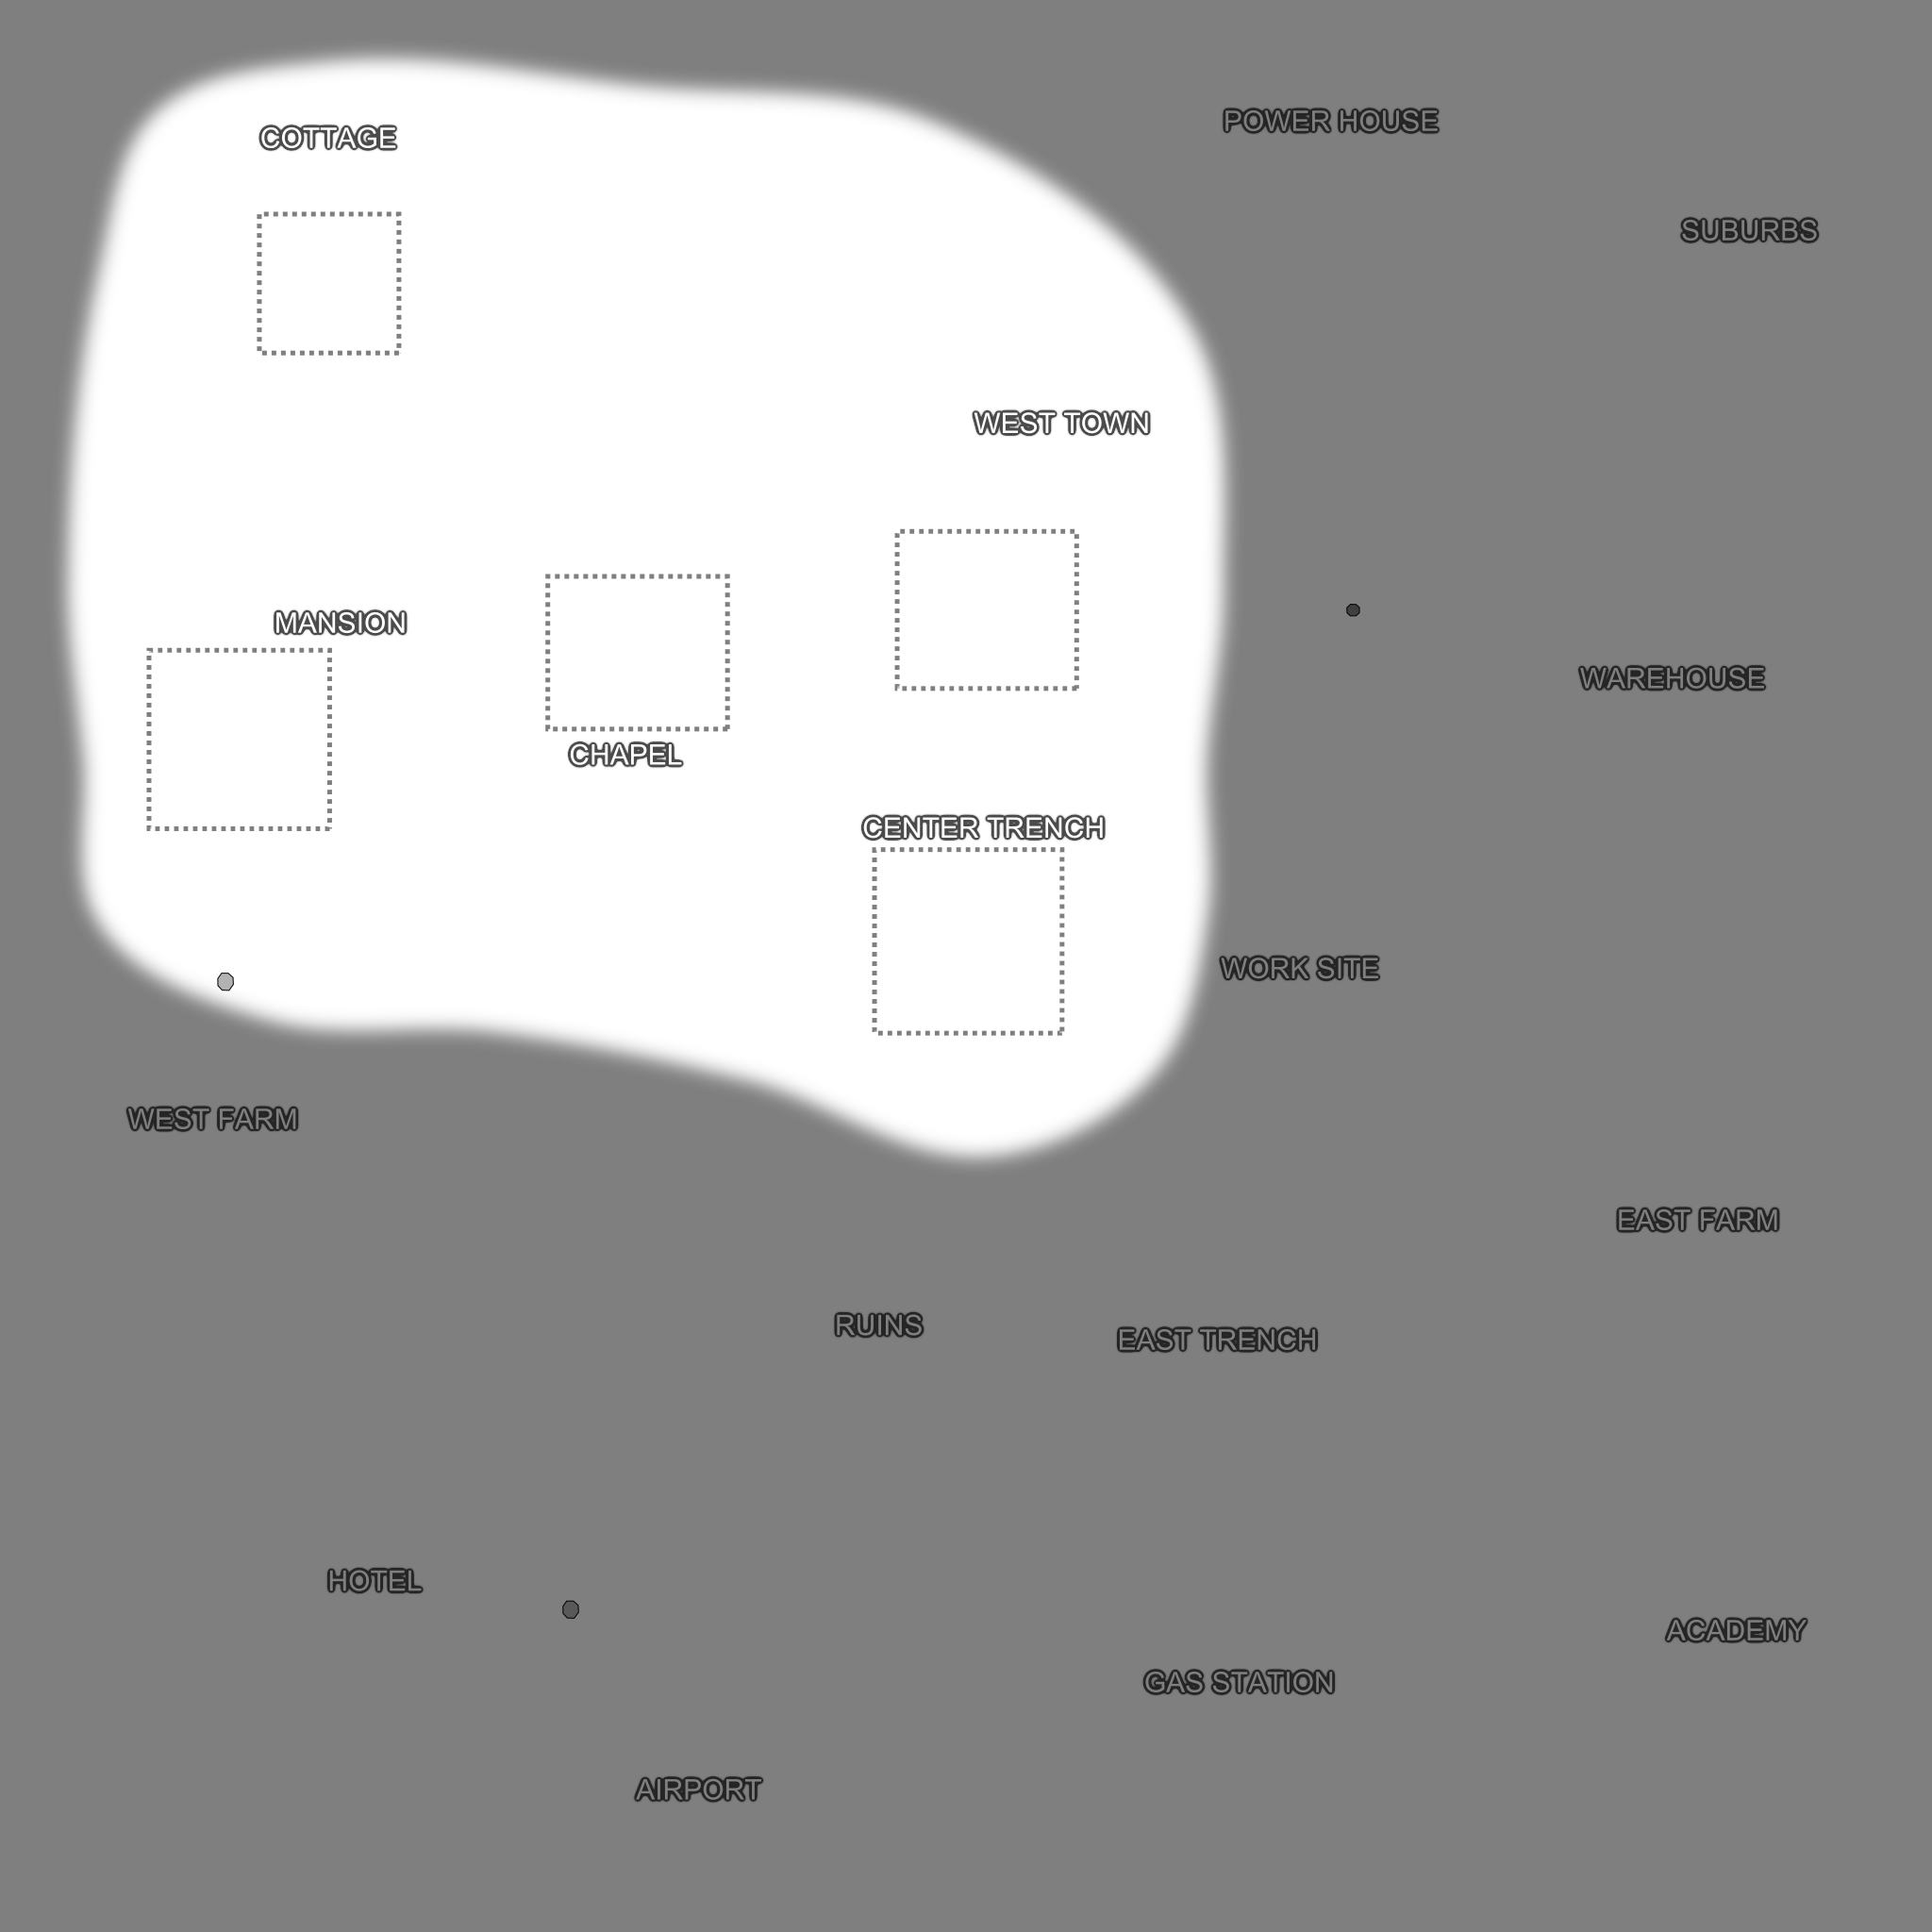 POWER HOUSE
COTTAGE
SUBURBS
WEST TOWN
MANSION
WAREHOUSE
CHAPEL
CENTER TRENCH
WORK SITE
WEST FARM
EAST FARM
RUINS
EAST TRENCH
HOTEL
ACADEMY
GAS STATION
AIRPORT